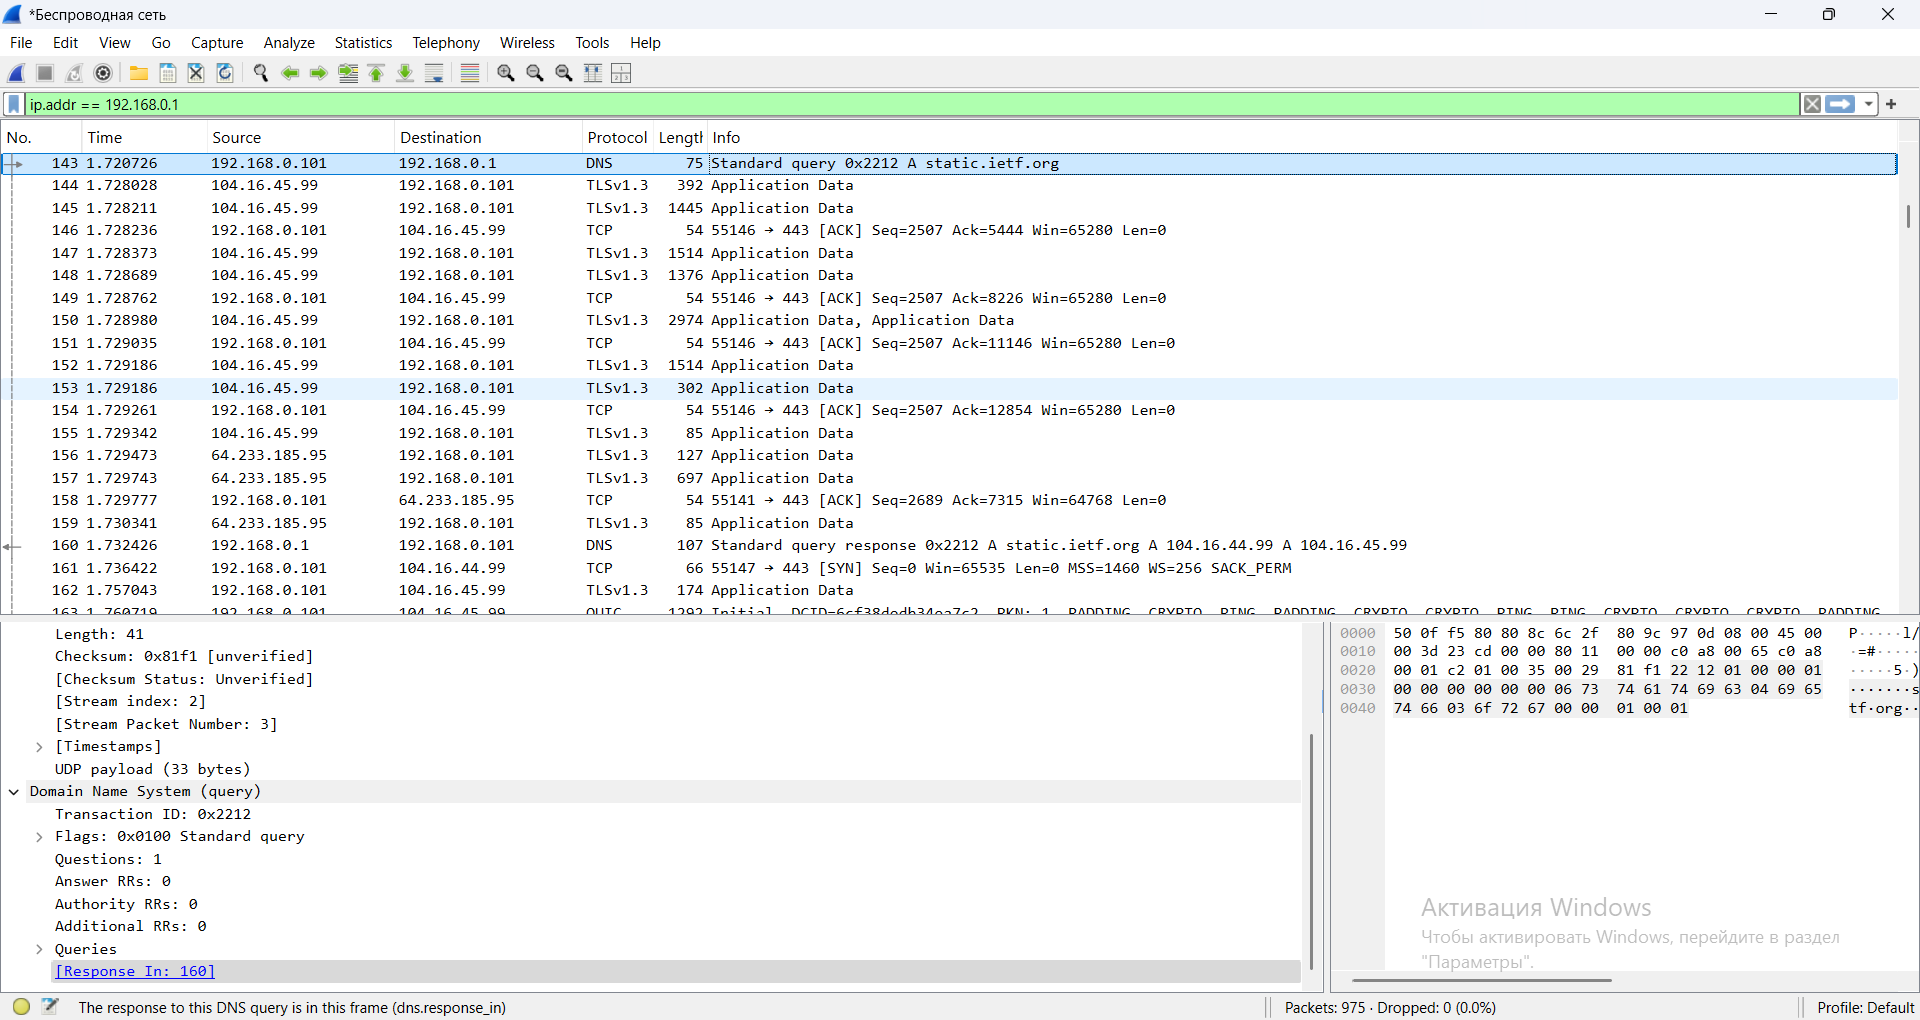 *Беспроводная сеть
File Edit View Go Capture Analyze Statistics Telephony Wireless Tools Help
ip.addr == 192.168.0.1
No. Time Source Destination Protocol Length Info
143 1.720726 192.168.0.101 192.168.0.1 DNS 75 Standard query 0x2212 A static.ietf.org
144 1.728028 104.16.45.99 192.168.0.101 TLSv1.3 392 Application Data
145 1.728211 104.16.45.99 192.168.0.101 TLSv1.3 1445 Application Data
146 1.728236 192.168.0.101 104.16.45.99 TCP 54 55146 → 443 [ACK] Seq=2507 Ack=5444 Win=65280 Len=0
147 1.728373 104.16.45.99 192.168.0.101 TLSv1.3 1514 Application Data
148 1.728689 104.16.45.99 192.168.0.101 TLSv1.3 1376 Application Data
149 1.728762 192.168.0.101 104.16.45.99 TCP 54 55146 → 443 [ACK] Seq=2507 Ack=8226 Win=65280 Len=0
150 1.728980 104.16.45.99 192.168.0.101 TLSv1.3 2974 Application Data, Application Data
151 1.729035 192.168.0.101 104.16.45.99 TCP 54 55146 → 443 [ACK] Seq=2507 Ack=11146 Win=65280 Len=0
152 1.729186 104.16.45.99 192.168.0.101 TLSv1.3 1514 Application Data
153 1.729186 104.16.45.99 192.168.0.101 TLSv1.3 302 Application Data
154 1.729261 192.168.0.101 104.16.45.99 TCP 54 55146 → 443 [ACK] Seq=2507 Ack=12854 Win=65280 Len=0
155 1.729342 104.16.45.99 192.168.0.101 TLSv1.3 85 Application Data
156 1.729473 64.233.185.95 192.168.0.101 TLSv1.3 127 Application Data
157 1.729743 64.233.185.95 192.168.0.101 TLSv1.3 697 Application Data
158 1.729777 192.168.0.101 64.233.185.95 TCP 54 55141 → 443 [ACK] Seq=2689 Ack=7315 Win=64768 Len=0
159 1.730341 64.233.185.95 192.168.0.101 TLSv1.3 85 Application Data
160 1.732426 192.168.0.1 192.168.0.101 DNS 107 Standard query response 0x2212 A static.ietf.org A 104.16.44.99 A 104.16.45.99
161 1.736422 192.168.0.101 104.16.44.99 TCP 66 55147 → 443 [SYN] Seq=0 Win=65535 Len=0 MSS=1460 WS=256 SACK_PERM
162 1.757043 192.168.0.101 104.16.45.99 TLSv1.3 174 Application Data
163 1.760719 192.168.0.101 104.16.45.99 QUIC 1292 Initial, DCID=6cf38dedb34ea7c2, PKN: 1, PADDING, CRYPTO, PING, PADDING, CRYPTO, CRYPTO, PING, PING, CRYPTO, CRYPTO, CRYPTO, PADDING,
Length: 41
Checksum: 0x81f1 [unverified]
[Checksum Status: Unverified]
[Stream index: 2]
[Stream Packet Number: 3]
[Timestamps]
UDP payload (33 bytes)
Domain Name System (query)
Transaction ID: 0x2212
Flags: 0x0100 Standard query
Questions: 1
Answer RRs: 0
Authority RRs: 0
Additional RRs: 0
Queries
[Response In: 160]
0000 50 0f f5 80 80 8c 6c 2f 80 9c 97 0d 08 00 45 00 P·····l/
0010 00 3d 23 cd 00 00 80 11 00 00 c0 a8 00 65 c0 a8 ·=#·····
0020 00 01 c2 01 00 35 00 29 81 f1 22 12 01 00 00 01 ·····5·)
0030 00 00 00 00 00 00 06 73 74 61 74 69 63 04 69 65 ·······s
0040 74 66 03 6f 72 67 00 00 01 00 01 tf·org··
Активация Windows
Чтобы активировать Windows, перейдите в раздел
"Параметры".
The response to this DNS query is in this frame (dns.response_in)
Packets: 975 · Dropped: 0 (0.0%)
Profile: Default